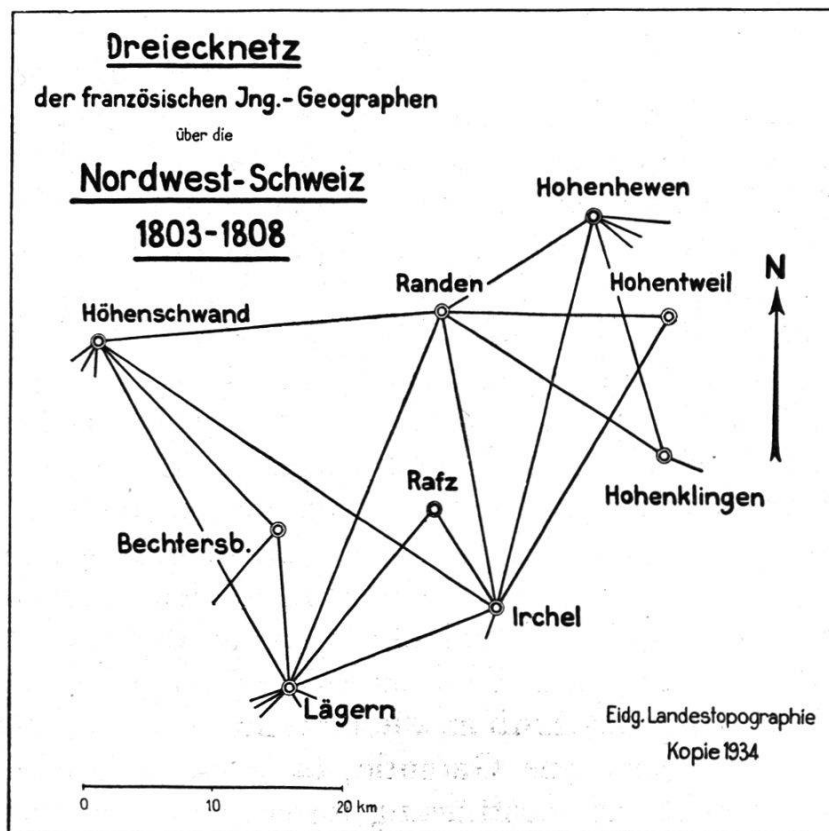 Dreiecknetz
der französischen Jng.-Geographen
über die
Nordwest-Schweiz
1803-1808
Hohenhewen
N
Randen
Hohentweil
Höhenschwand
Rafz
Hohenklingen
Bechtersb.
Irchel
Lägern
Eidg. Landestopographie
Kopie 1934
0 10 20 km